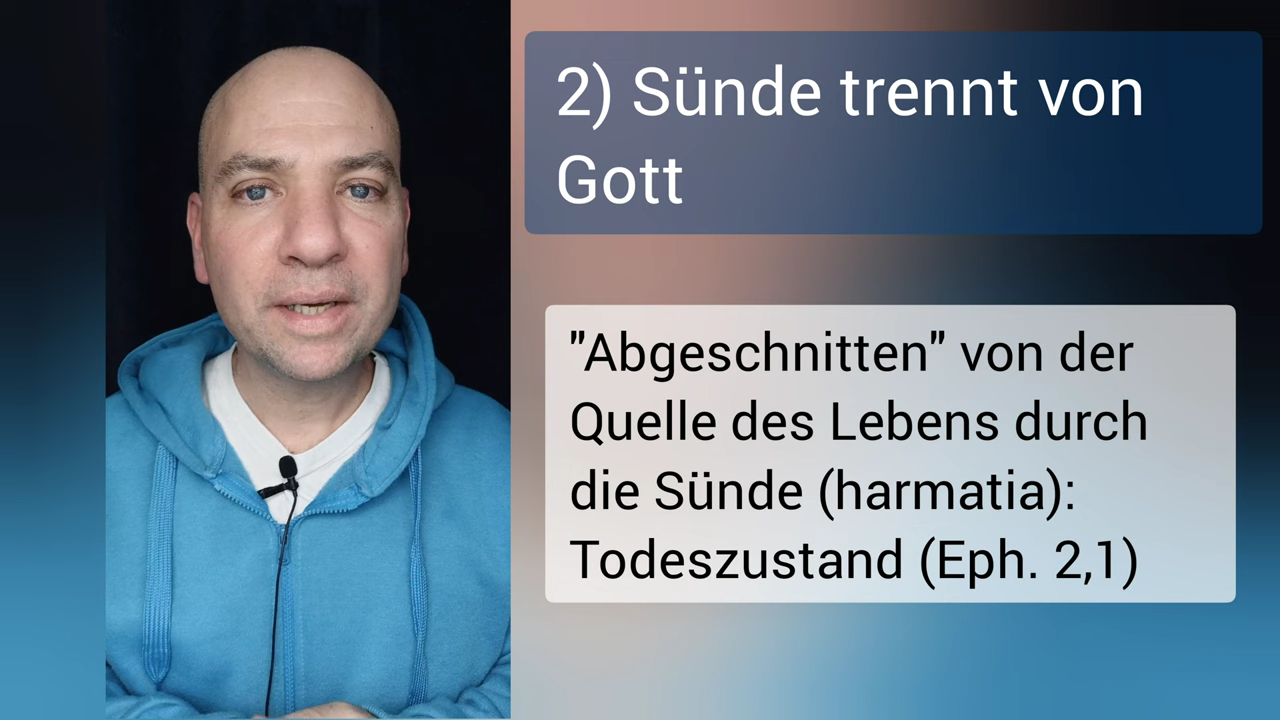 2) Sünde trennt von
Gott
"Abgeschnitten" von der
Quelle des Lebens durch
die Sünde (harmatia):
Todeszustand (Eph. 2,1)